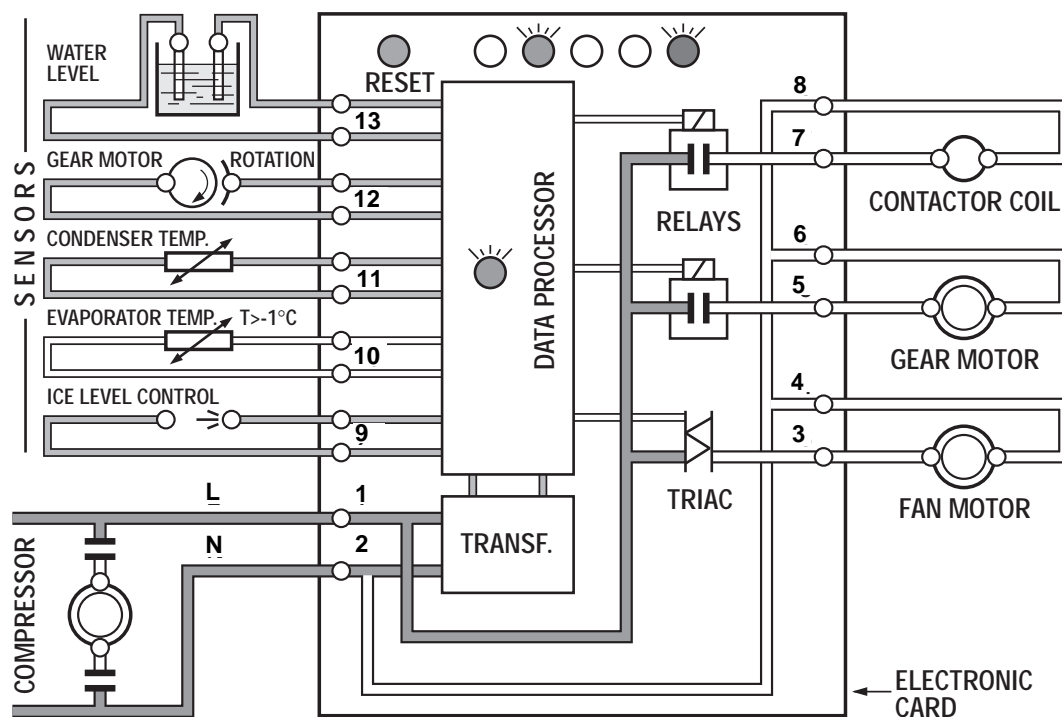 SENSORS
WATER
LEVEL
RESET
13
GEAR MOTOR ROTATION
12
CONDENSER TEMP.
11
EVAPORATOR TEMP. T>-1°C
10
ICE LEVEL CONTROL
9
L
1
N
2
COMPRESSOR
DATA PROCESSOR
TRANSF.
RELAYS
TRIAC
8
7
CONTACTOR COIL
6
5
GEAR MOTOR
4
3
FAN MOTOR
ELECTRONIC
CARD